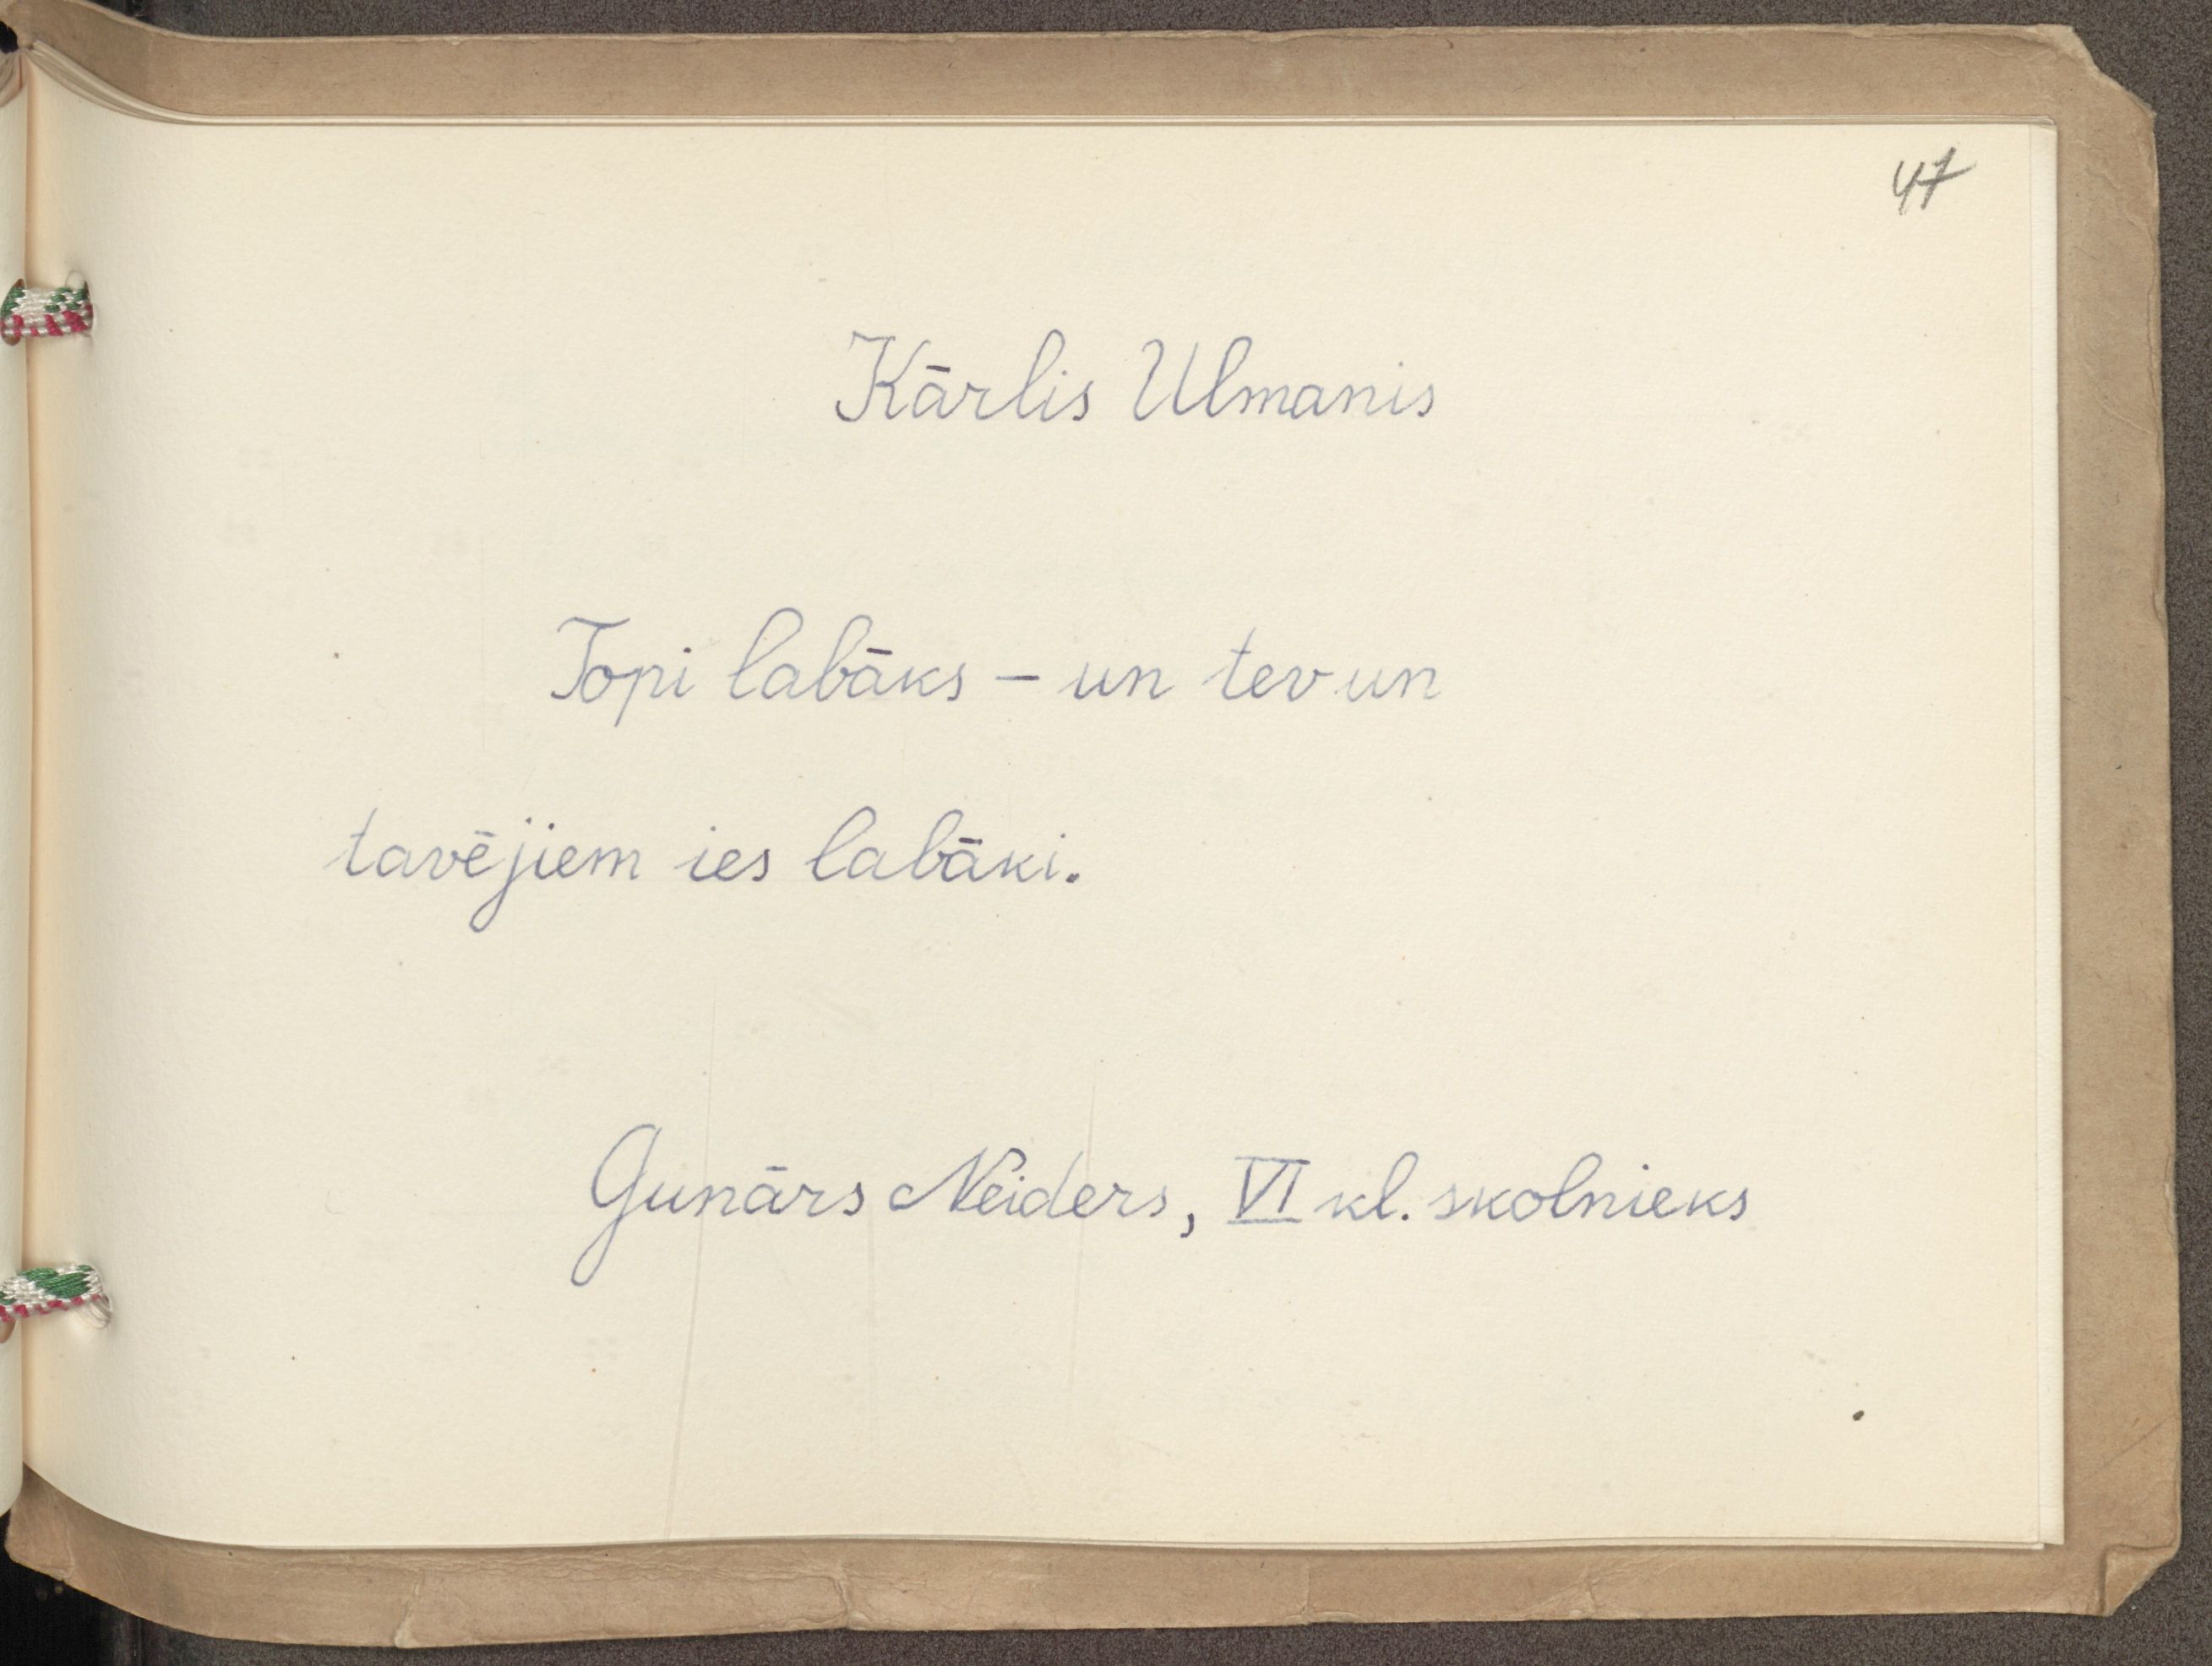 47
Kārlis Ulmanis
Topi labāks – un tev un
tavējiem ies labāki.
Gunārs Neiders, VI kl. skolnieks